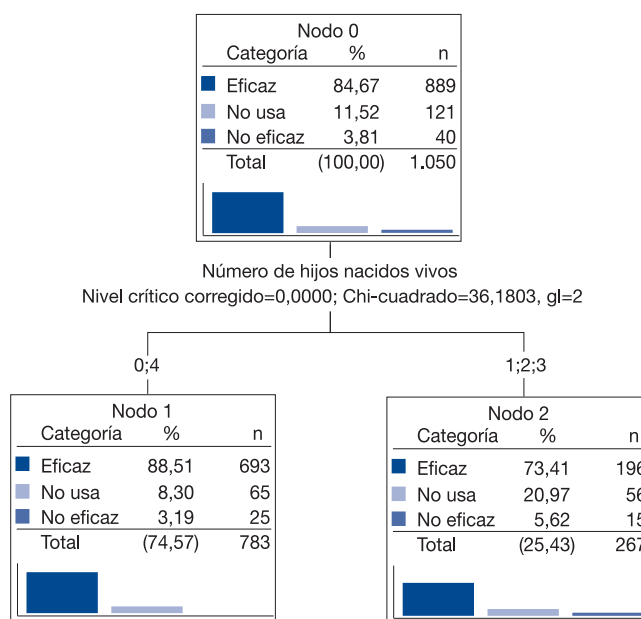 Nodo 0
Categoría % n
Eficaz 84,67 889
No usa 11,52 121
No eficaz 3,81 40
Total (100,00) 1.050
Número de hijos nacidos vivos
Nivel crítico corregido=0,0000; Chi-cuadrado=36,1803, gl=2
0;4
1;2;3
Nodo 1
Categoría % n
Eficaz 88,51 693
No usa 8,30 65
No eficaz 3,19 25
Total (74,57) 783
Nodo 2
Categoría % n
Eficaz 73,41 196
No usa 20,97 56
No eficaz 5,62 15
Total (25,43) 267